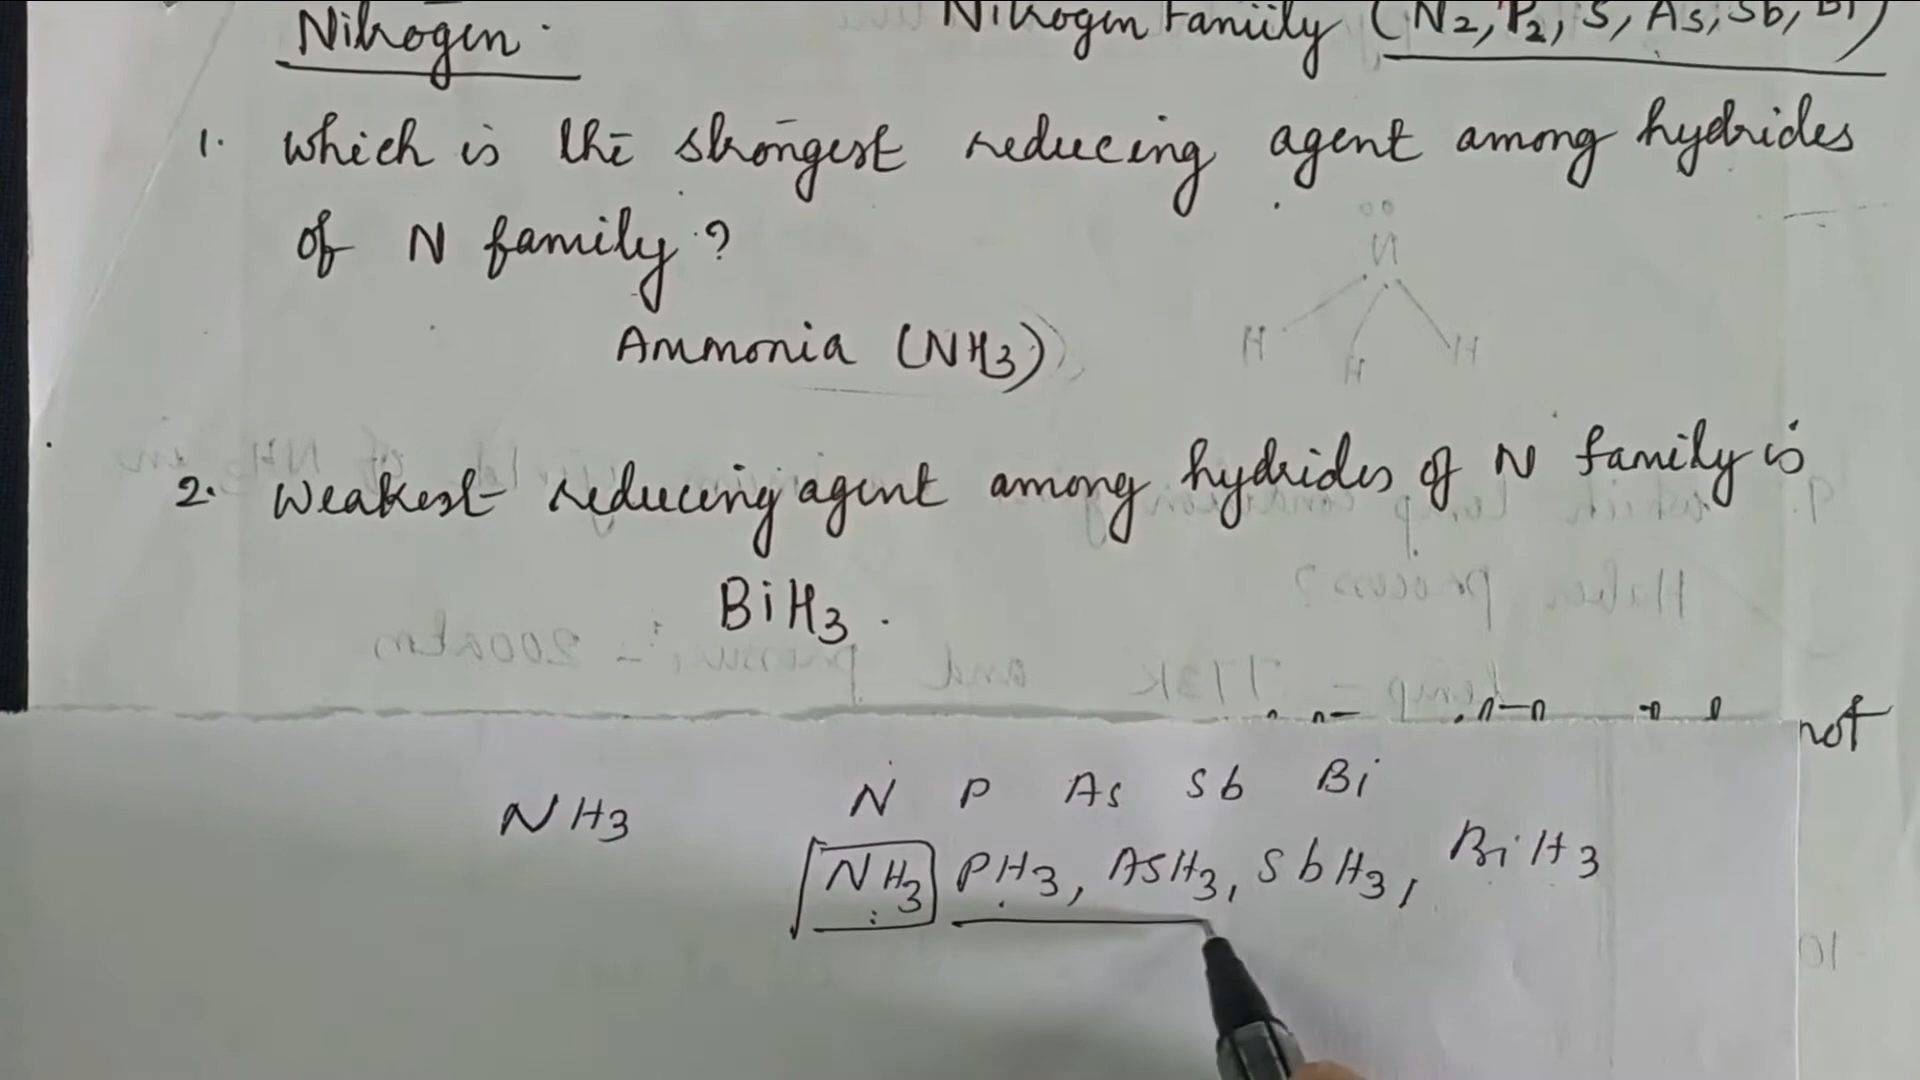 Nitrogen.
Nitrogen Family (N2, P2, S, As, Sb, Bi)
1. Which is the strongest reducing agent among hydrides
of N family?
Ammonia (NH3)
2. Weakest reducing agent among hydrides of N family is
BiH3.
not
NH3
N P As Sb Bi
NH3 PH3, AsH3, SbH3, BiH3